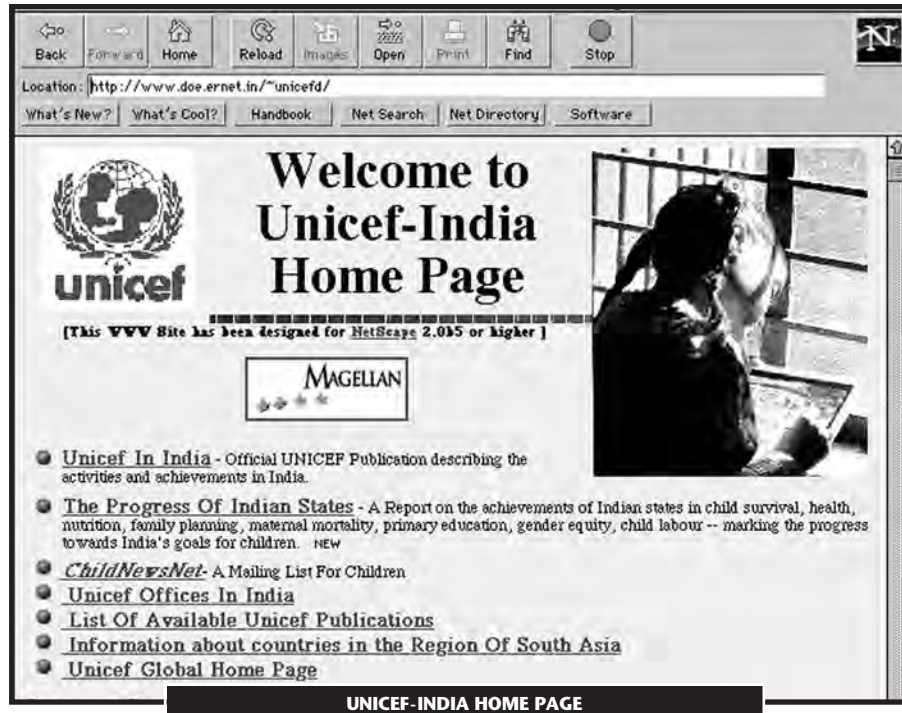 Back Forward Home Reload Images Open Print Find Stop
N
Location: http://www.doe.ernet.in/~unicefd/
What's New? What's Cool? Handbook Net Search Net Directory Software
Welcome to
Unicef-India
Home Page
unicef
[This WWW Site has been designed for NetScape 2.0b5 or higher ]
MAGELLAN
Unicef In India - Official UNICEF Publication describing the
activities and achievements in India.
The Progress Of Indian States - A Report on the achievements of Indian states in child survival, health,
nutrition, family planning, maternal mortality, primary education, gender equity, child labour -- marking the progress
towards India's goals for children. NEW
ChildNewsNet- A Mailing List For Children
Unicef Offices In India
List Of Available Unicef Publications
Information about countries in the Region Of South Asia
Unicef Global Home Page
UNICEF-INDIA HOME PAGE